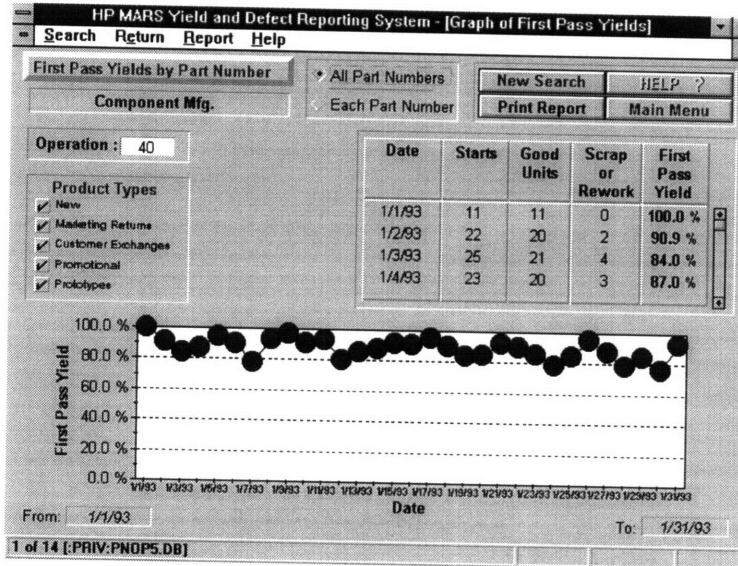 HP MARS Yield and Defect Reporting System - [Graph of First Pass Yields]
Search Return Report Help
First Pass Yields by Part Number
Component Mfg.
All Part Numbers
Each Part Number
New Search HELP ?
Print Report Main Menu
Operation : 40
Product Types
New
Marketing Returns
Customer Exchanges
Promotional
Prototypes
Date Starts Good Units Scrap or Rework First Pass Yield
1/1/93 11 11 0 100.0 %
1/2/93 22 20 2 90.9 %
1/3/93 25 21 4 84.0 %
1/4/93 23 20 3 87.0 %
First Pass Yield
100.0 %
80.0 %
60.0 %
40.0 %
20.0 %
0.0 %
1/1/93 1/3/93 1/5/93 1/7/93 1/9/93 1/11/93 1/13/93 1/15/93 1/17/93 1/19/93 1/21/93 1/23/93 1/25/93 1/27/93 1/29/93 1/31/93
Date
From: 1/1/93
To: 1/31/93
1 of 14 [:PRIV:PNOP5.DB]